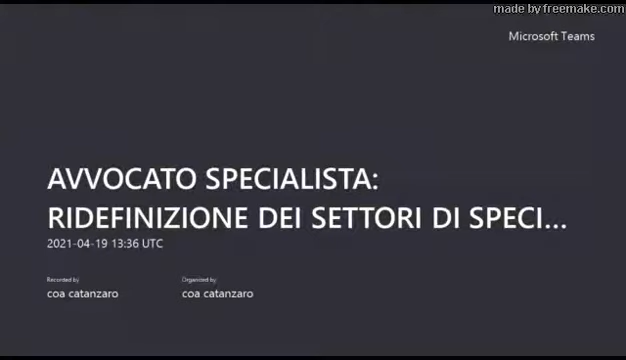 made by freemake.com
Microsoft Teams
AVVOCATO SPECIALISTA:
RIDEFINIZIONE DEI SETTORI DI SPECI...
2021-04-19 13:36 UTC
Recorded by
Organized by
coa catanzaro
coa catanzaro